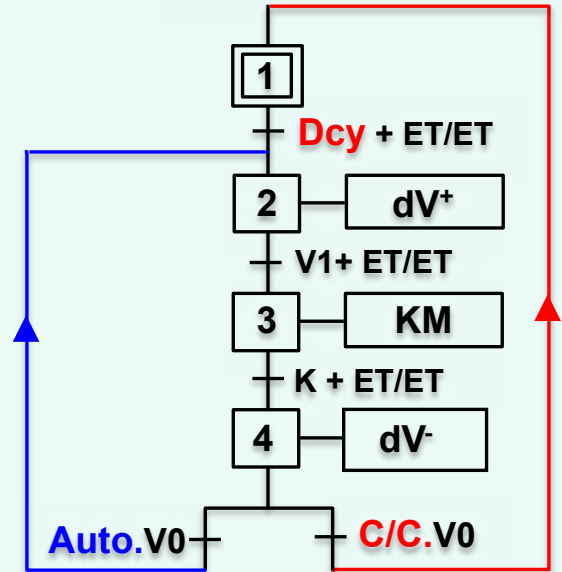 1
Dcy + ET/ET
2 dV⁺
V1+ ET/ET
3 KM
K + ET/ET
4 dV⁻
Auto.V0 C/C.V0